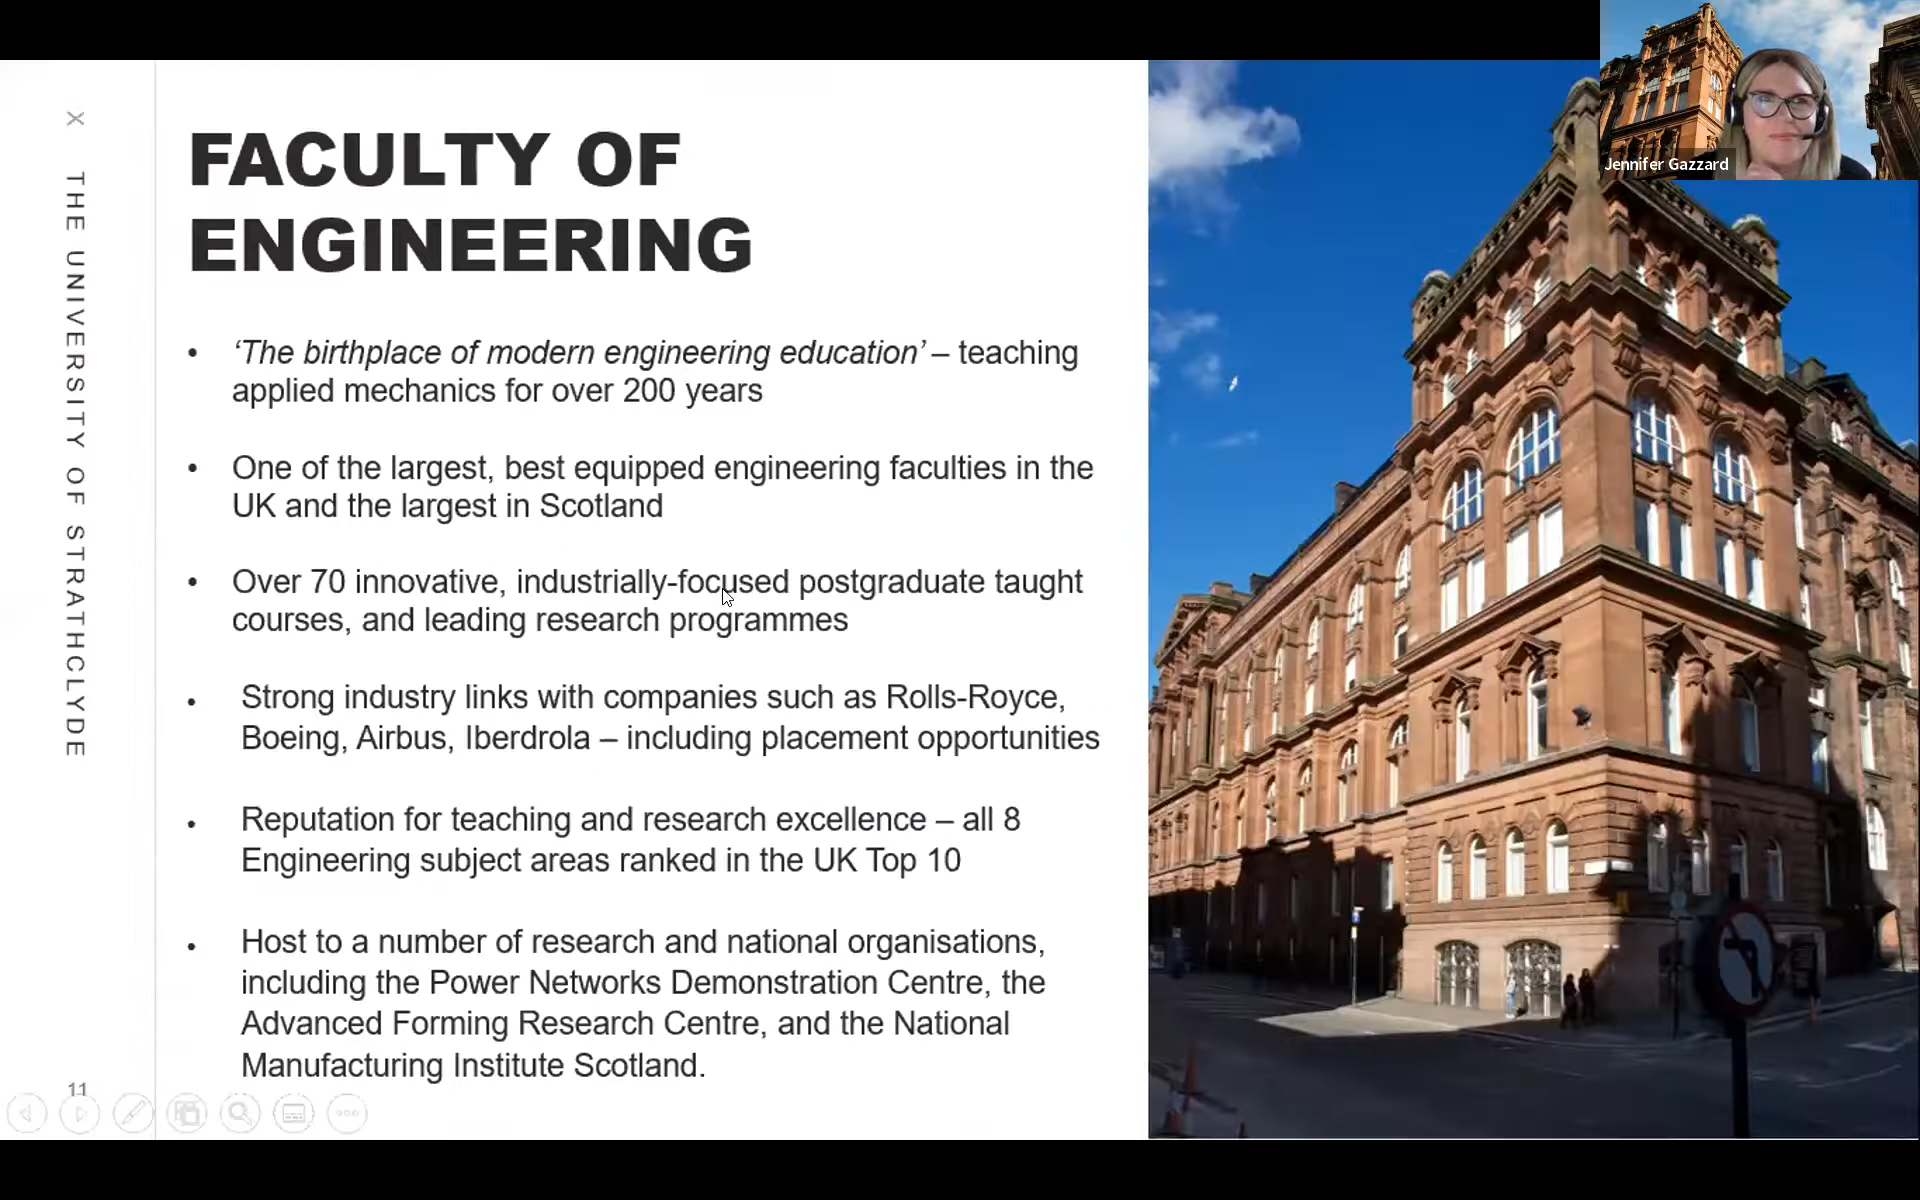 Jennifer Gazzard
X THE UNIVERSITY OF STRATHCLYDE
FACULTY OF
ENGINEERING
• ‘The birthplace of modern engineering education’ – teaching
applied mechanics for over 200 years
• One of the largest, best equipped engineering faculties in the
UK and the largest in Scotland
• Over 70 innovative, industrially-focused postgraduate taught
courses, and leading research programmes
• Strong industry links with companies such as Rolls-Royce,
Boeing, Airbus, Iberdrola – including placement opportunities
• Reputation for teaching and research excellence – all 8
Engineering subject areas ranked in the UK Top 10
• Host to a number of research and national organisations,
including the Power Networks Demonstration Centre, the
Advanced Forming Research Centre, and the National
Manufacturing Institute Scotland.
11